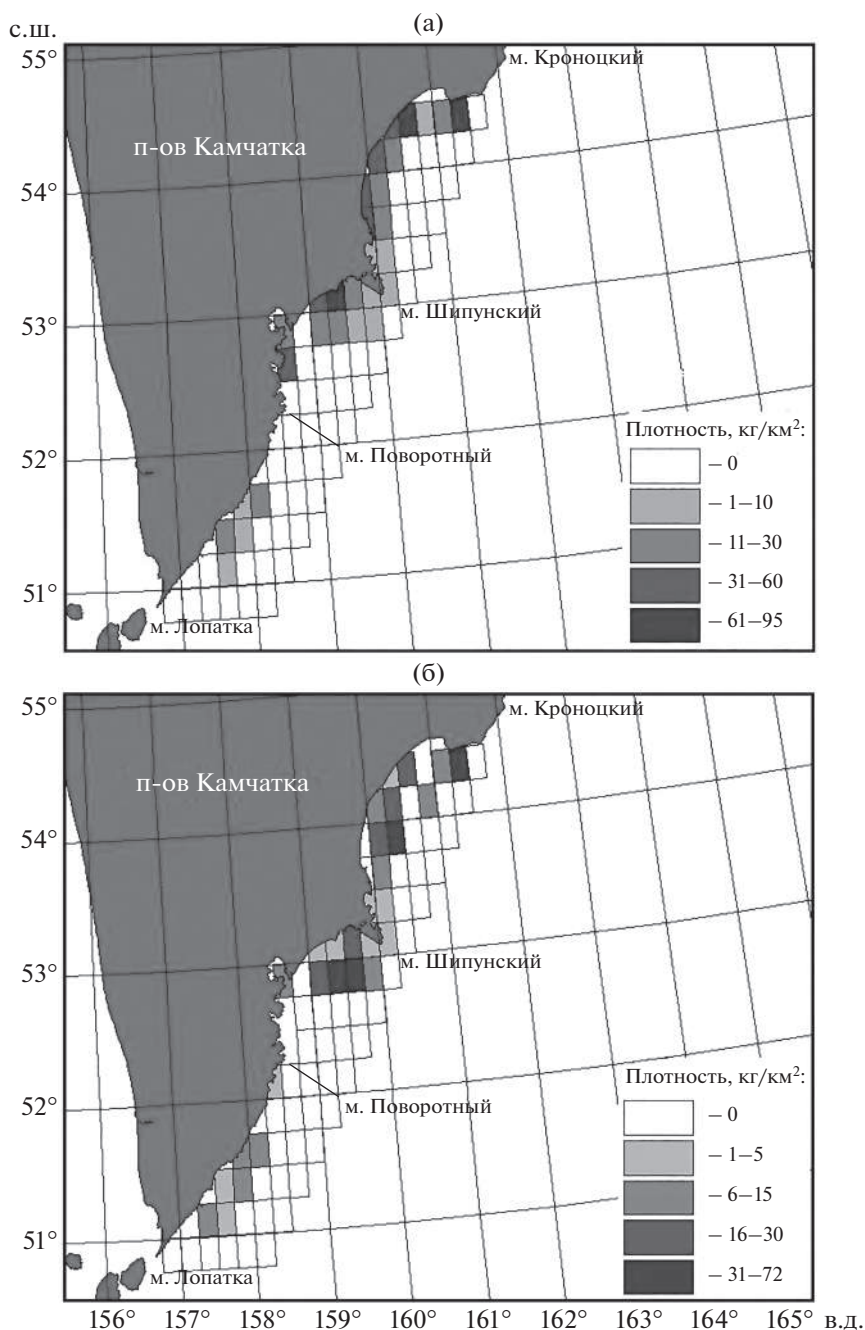 (а)
с.ш.
55°
м. Кроноцкий
п-ов Камчатка
54°
53°
м. Шипунский
52°
м. Поворотный
Плотность, кг/км²:
– 0
– 1–10
– 11–30
– 31–60
– 61–95
51°
м. Лопатка
(б)
55°
м. Кроноцкий
п-ов Камчатка
54°
53°
м. Шипунский
52°
м. Поворотный
Плотность, кг/км²:
– 0
– 1–5
– 6–15
– 16–30
– 31–72
51°
м. Лопатка
156° 157° 158° 159° 160° 161° 162° 163° 164° 165° в.д.